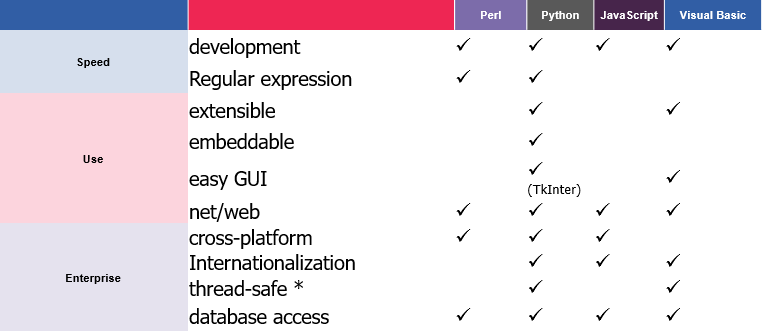 Perl Python JavaScript Visual Basic
Speed
development ✓ ✓ ✓ ✓
Regular expression ✓ ✓
Use
extensible ✓ ✓
embeddable ✓
easy GUI ✓ ✓
(TkInter)
net/web ✓ ✓ ✓ ✓
Enterprise
cross-platform ✓ ✓ ✓
Internationalization ✓ ✓ ✓
thread-safe * ✓ ✓
database access ✓ ✓ ✓ ✓